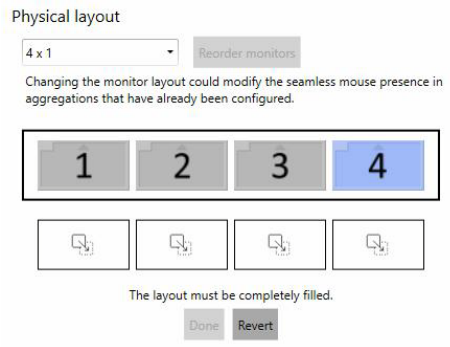 Physical layout
4 x 1 Reorder monitors
Changing the monitor layout could modify the seamless mouse presence in
aggregations that have already been configured.
1 2 3 4
The layout must be completely filled.
Done Revert